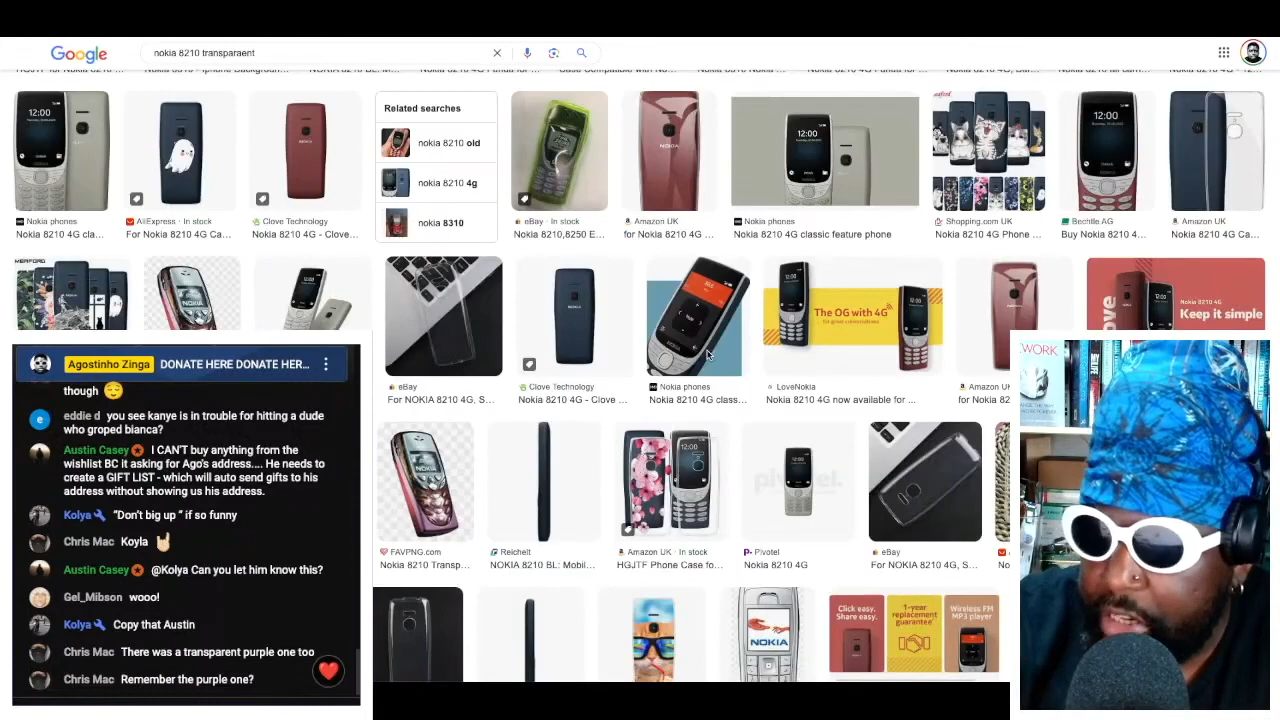 Google
nokia 8210 transparaent
Related searches
nokia 8210 old
nokia 8210 4g
nokia 8310
Nokia phones
Nokia 8210 4G cla...
AliExpress · In stock
For Nokia 8210 4G Ca...
Clove Technology
Nokia 8210 4G - Clove...
eBay · In stock
Nokia 8210,8250 E...
Amazon UK
for Nokia 8210 4G ...
Nokia phones
Nokia 8210 4G classic feature phone
Shopping.com UK
Nokia 8210 4G Phone ...
Bechtle AG
Buy Nokia 8210 4...
Amazon UK
Nokia 8210 4G Ca...
12:00
NOKIA
The OG with 4G
for great conversations
Nokia 8210 4G
Keep it simple
eBay
For NOKIA 8210 4G, S...
Clove Technology
Nokia 8210 4G - Clove ...
Nokia phones
Nokia 8210 4G class...
LoveNokia
Nokia 8210 4G now available for ...
Amazon UK
for Nokia 82
FAVPNG.com
Nokia 8210 Transp...
Reichelt
NOKIA 8210 BL: Mobil...
Amazon UK · In stock
HGJTF Phone Case fo...
pivotel
Pivotel
Nokia 8210 4G
eBay
For NOKIA 8210 4G, S...
NOKIA
Click easy.
Share easy.
1-year
replacement
guarantee*
Wireless FM
MP3 player
Agostinho Zinga DONATE HERE DONATE HER...
though
eddie d you see kanye is in trouble for hitting a dude
who groped bianca?
Austin Casey I CAN'T buy anything from the
wishlist BC it asking for Ago's address.... He needs to
create a GIFT LIST - which will auto send gifts to his
address without showing us his address.
Kolya "Don't big up " if so funny
Chris Mac Koyla
Austin Casey @Kolya Can you let him know this?
Gel_Mibson wooo!
Kolya Copy that Austin
Chris Mac There was a transparent purple one too
Chris Mac Remember the purple one?
WORK